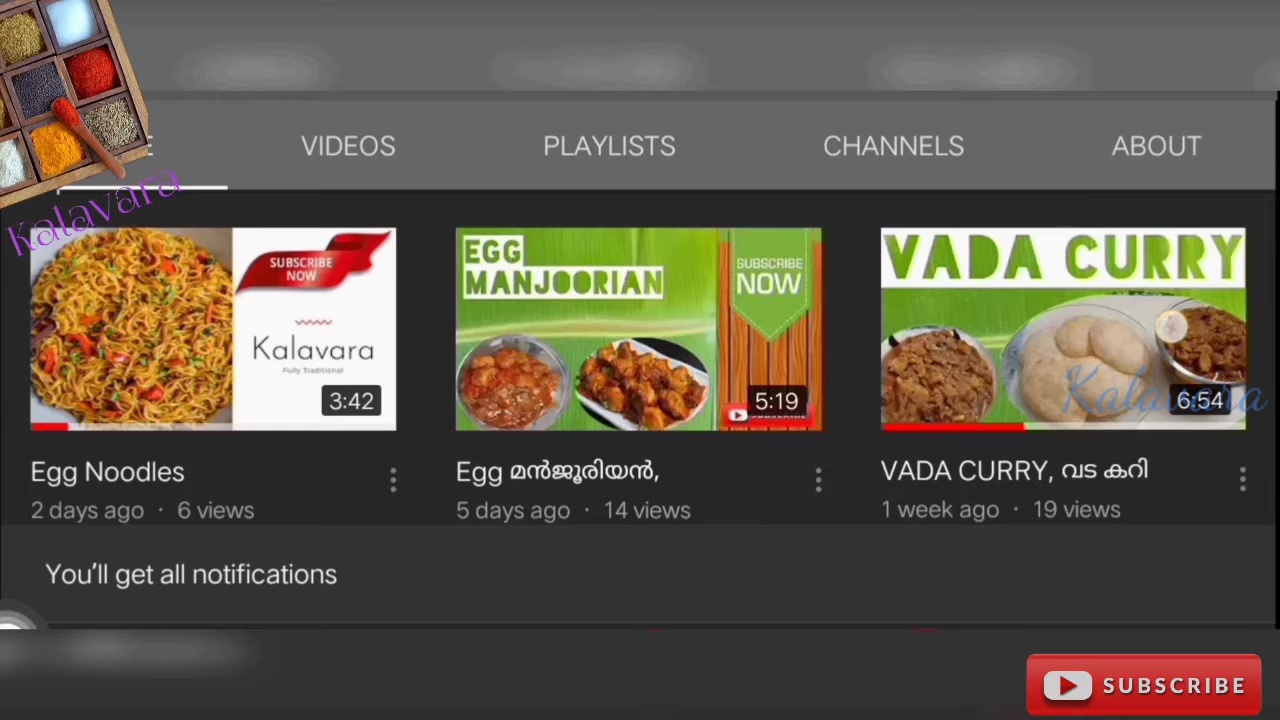 VIDEOS
PLAYLISTS
CHANNELS
ABOUT
Kalavara
SUBSCRIBE
NOW
Kalavara
Fully Traditional
3:42
EGG
MANJOORIAN
SUBSCRIBE
NOW
5:19
VADA CURRY
Kalavara
6:54
Egg Noodles
2 days ago · 6 views
Egg മൻജൂരിയൻ,
5 days ago · 14 views
VADA CURRY, വട കറി
1 week ago · 19 views
You'll get all notifications
SUBSCRIBE